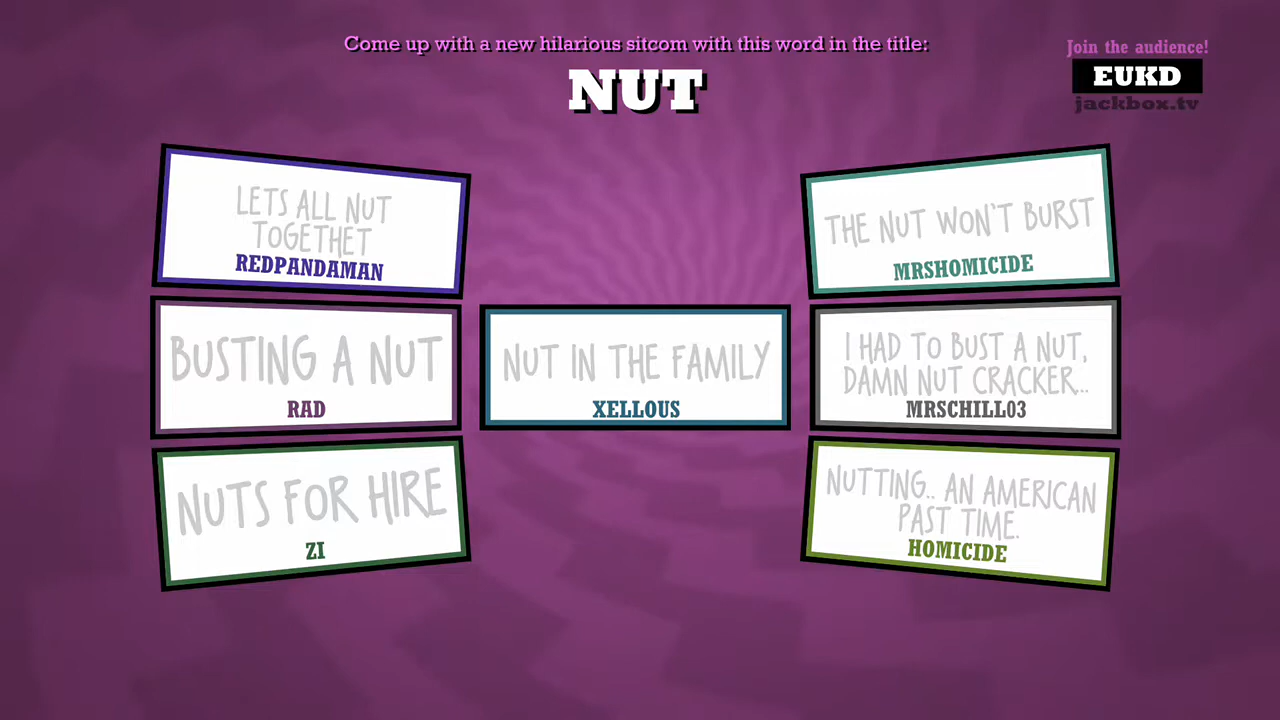 Come up with a new hilarious sitcom with this word in the title:
NUT
Join the audience!
EUKD
jackbox.tv
LETS ALL NUT
TOGETHET
REDPANDAMAN
THE NUT WON'T BURST
MRSHOMICIDE
BUSTING A NUT
RAD
NUT IN THE FAMILY
XELLOUS
I HAD TO BUST A NUT,
DAMN NUT CRACKER...
MRSCHILL03
NUTS FOR HIRE
ZI
NUTTING.. AN AMERICAN
PAST TIME.
HOMICIDE